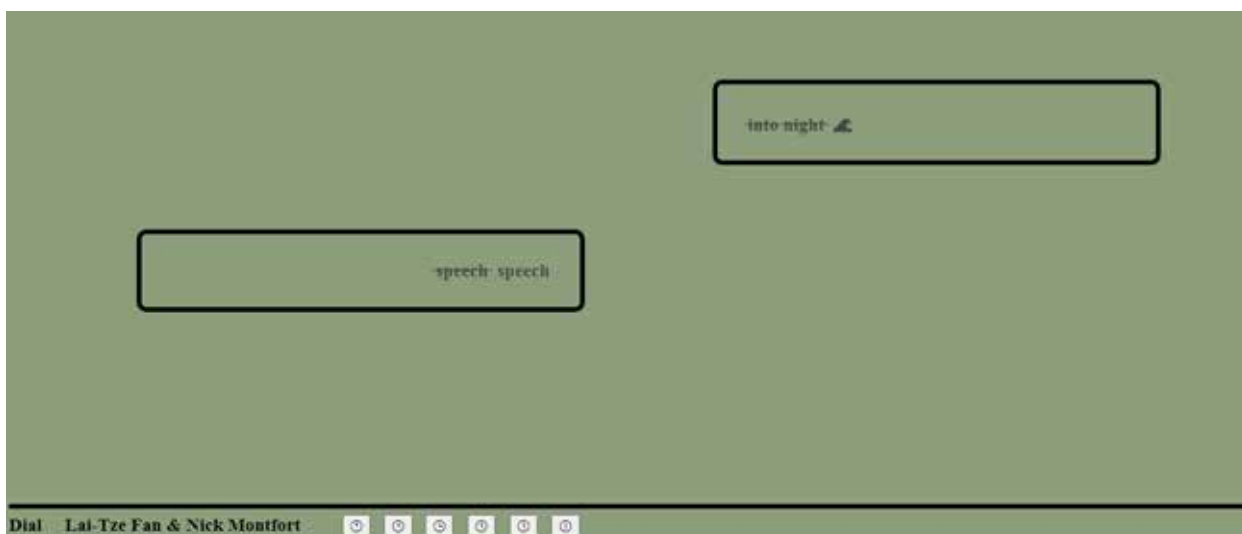 into night 🌊
speech speech
Dial Lai-Tze Fan & Nick Montfort